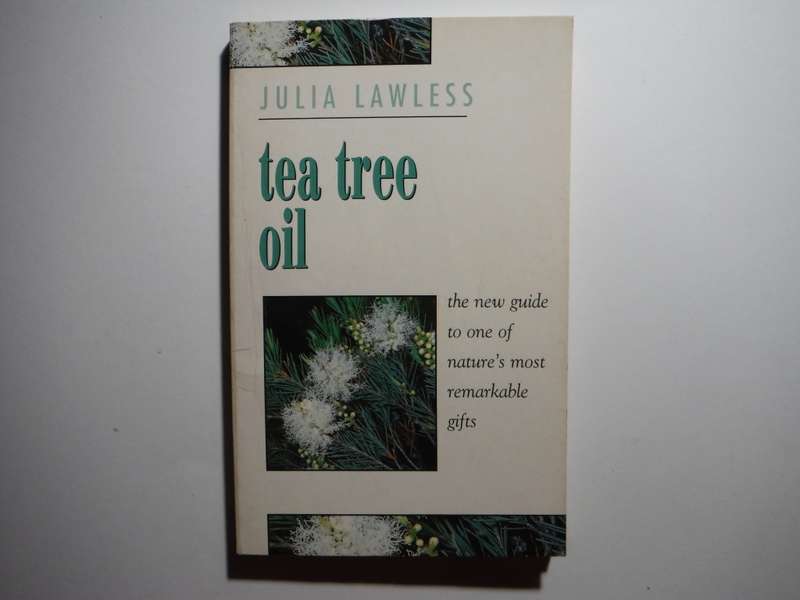 JULIA LAWLESS
tea tree
oil
the new guide
to one of
nature's most
remarkable
gifts